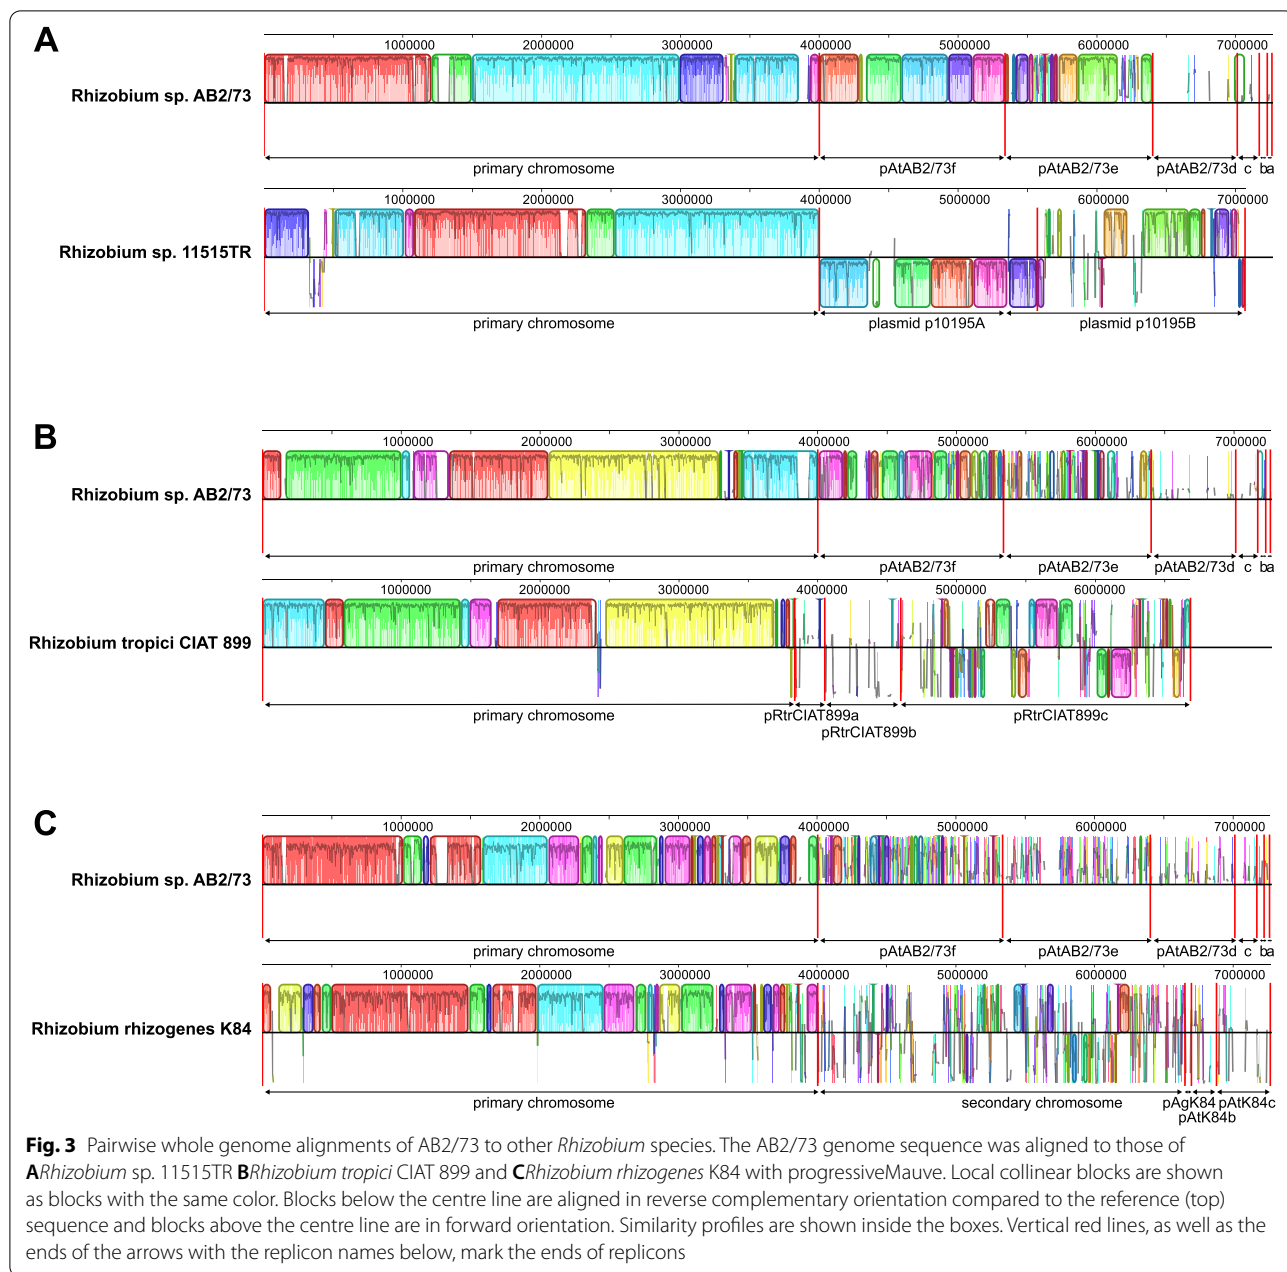 A
1000000 2000000 3000000 4000000 5000000 6000000 7000000
Rhizobium sp. AB2/73
primary chromosome pAtAB2/73f pAtAB2/73e pAtAB2/73d c ba
1000000 2000000 3000000 4000000 5000000 6000000 7000000
Rhizobium sp. 11515TR
primary chromosome plasmid p10195A plasmid p10195B
B
1000000 2000000 3000000 4000000 5000000 6000000 7000000
Rhizobium sp. AB2/73
primary chromosome pAtAB2/73f pAtAB2/73e pAtAB2/73d c ba
1000000 2000000 3000000 4000000 5000000 6000000
Rhizobium tropici CIAT 899
primary chromosome pRtrCIAT899a pRtrCIAT899c
pRtrCIAT899b
C
1000000 2000000 3000000 4000000 5000000 6000000 7000000
Rhizobium sp. AB2/73
primary chromosome pAtAB2/73f pAtAB2/73e pAtAB2/73d c ba
1000000 2000000 3000000 4000000 5000000 6000000 7000000
Rhizobium rhizogenes K84
primary chromosome secondary chromosome pAgK84 pAtK84c
pAtK84b
Fig. 3 Pairwise whole genome alignments of AB2/73 to other Rhizobium species. The AB2/73 genome sequence was aligned to those of
ARhizobium sp. 11515TR BRhizobium tropici CIAT 899 and CRhizobium rhizogenes K84 with progressiveMauve. Local collinear blocks are shown
as blocks with the same color. Blocks below the centre line are aligned in reverse complementary orientation compared to the reference (top)
sequence and blocks above the centre line are in forward orientation. Similarity profiles are shown inside the boxes. Vertical red lines, as well as the
ends of the arrows with the replicon names below, mark the ends of replicons